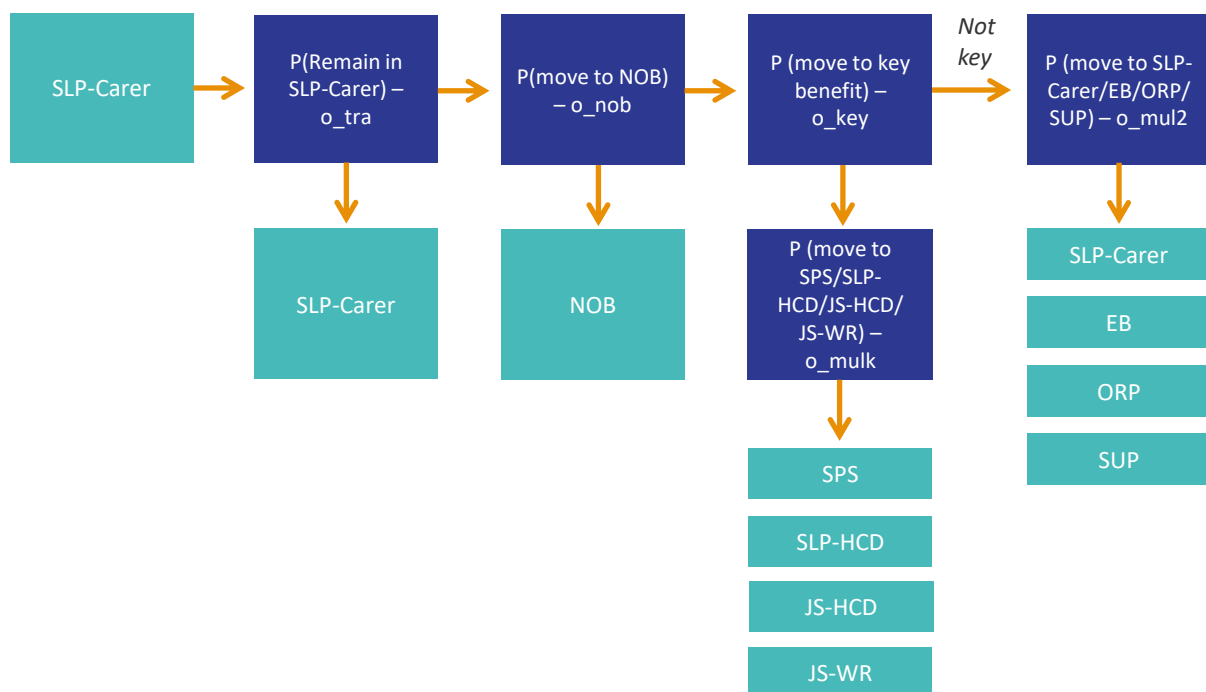 SLP-Carer
P(Remain in
SLP-Carer) –
o_tra
P(move to NOB)
– o_nob
P (move to key
benefit) –
o_key
Not
key
P (move to SLP-
Carer/EB/ORP/
SUP) – o_mul2
SLP-Carer
NOB
P (move to
SPS/SLP-
HCD/JS-HCD/
JS-WR) –
o_mulk
SPS
SLP-HCD
JS-HCD
JS-WR
SLP-Carer
EB
ORP
SUP